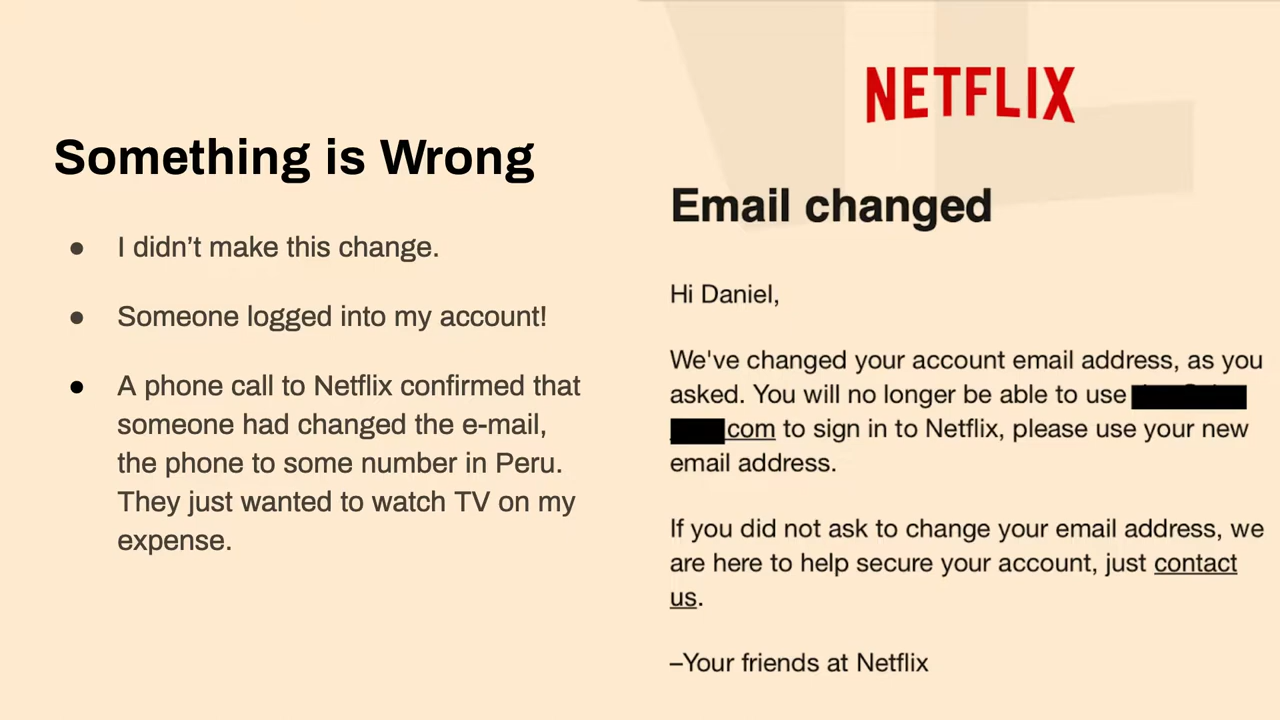 Something is Wrong
● I didn’t make this change.
● Someone logged into my account!
● A phone call to Netflix confirmed that
someone had changed the e-mail,
the phone to some number in Peru.
They just wanted to watch TV on my
expense.
NETFLIX
Email changed
Hi Daniel,
We've changed your account email address, as you
asked. You will no longer be able to use
com to sign in to Netflix, please use your new
email address.
If you did not ask to change your email address, we
are here to help secure your account, just contact
us.
–Your friends at Netflix